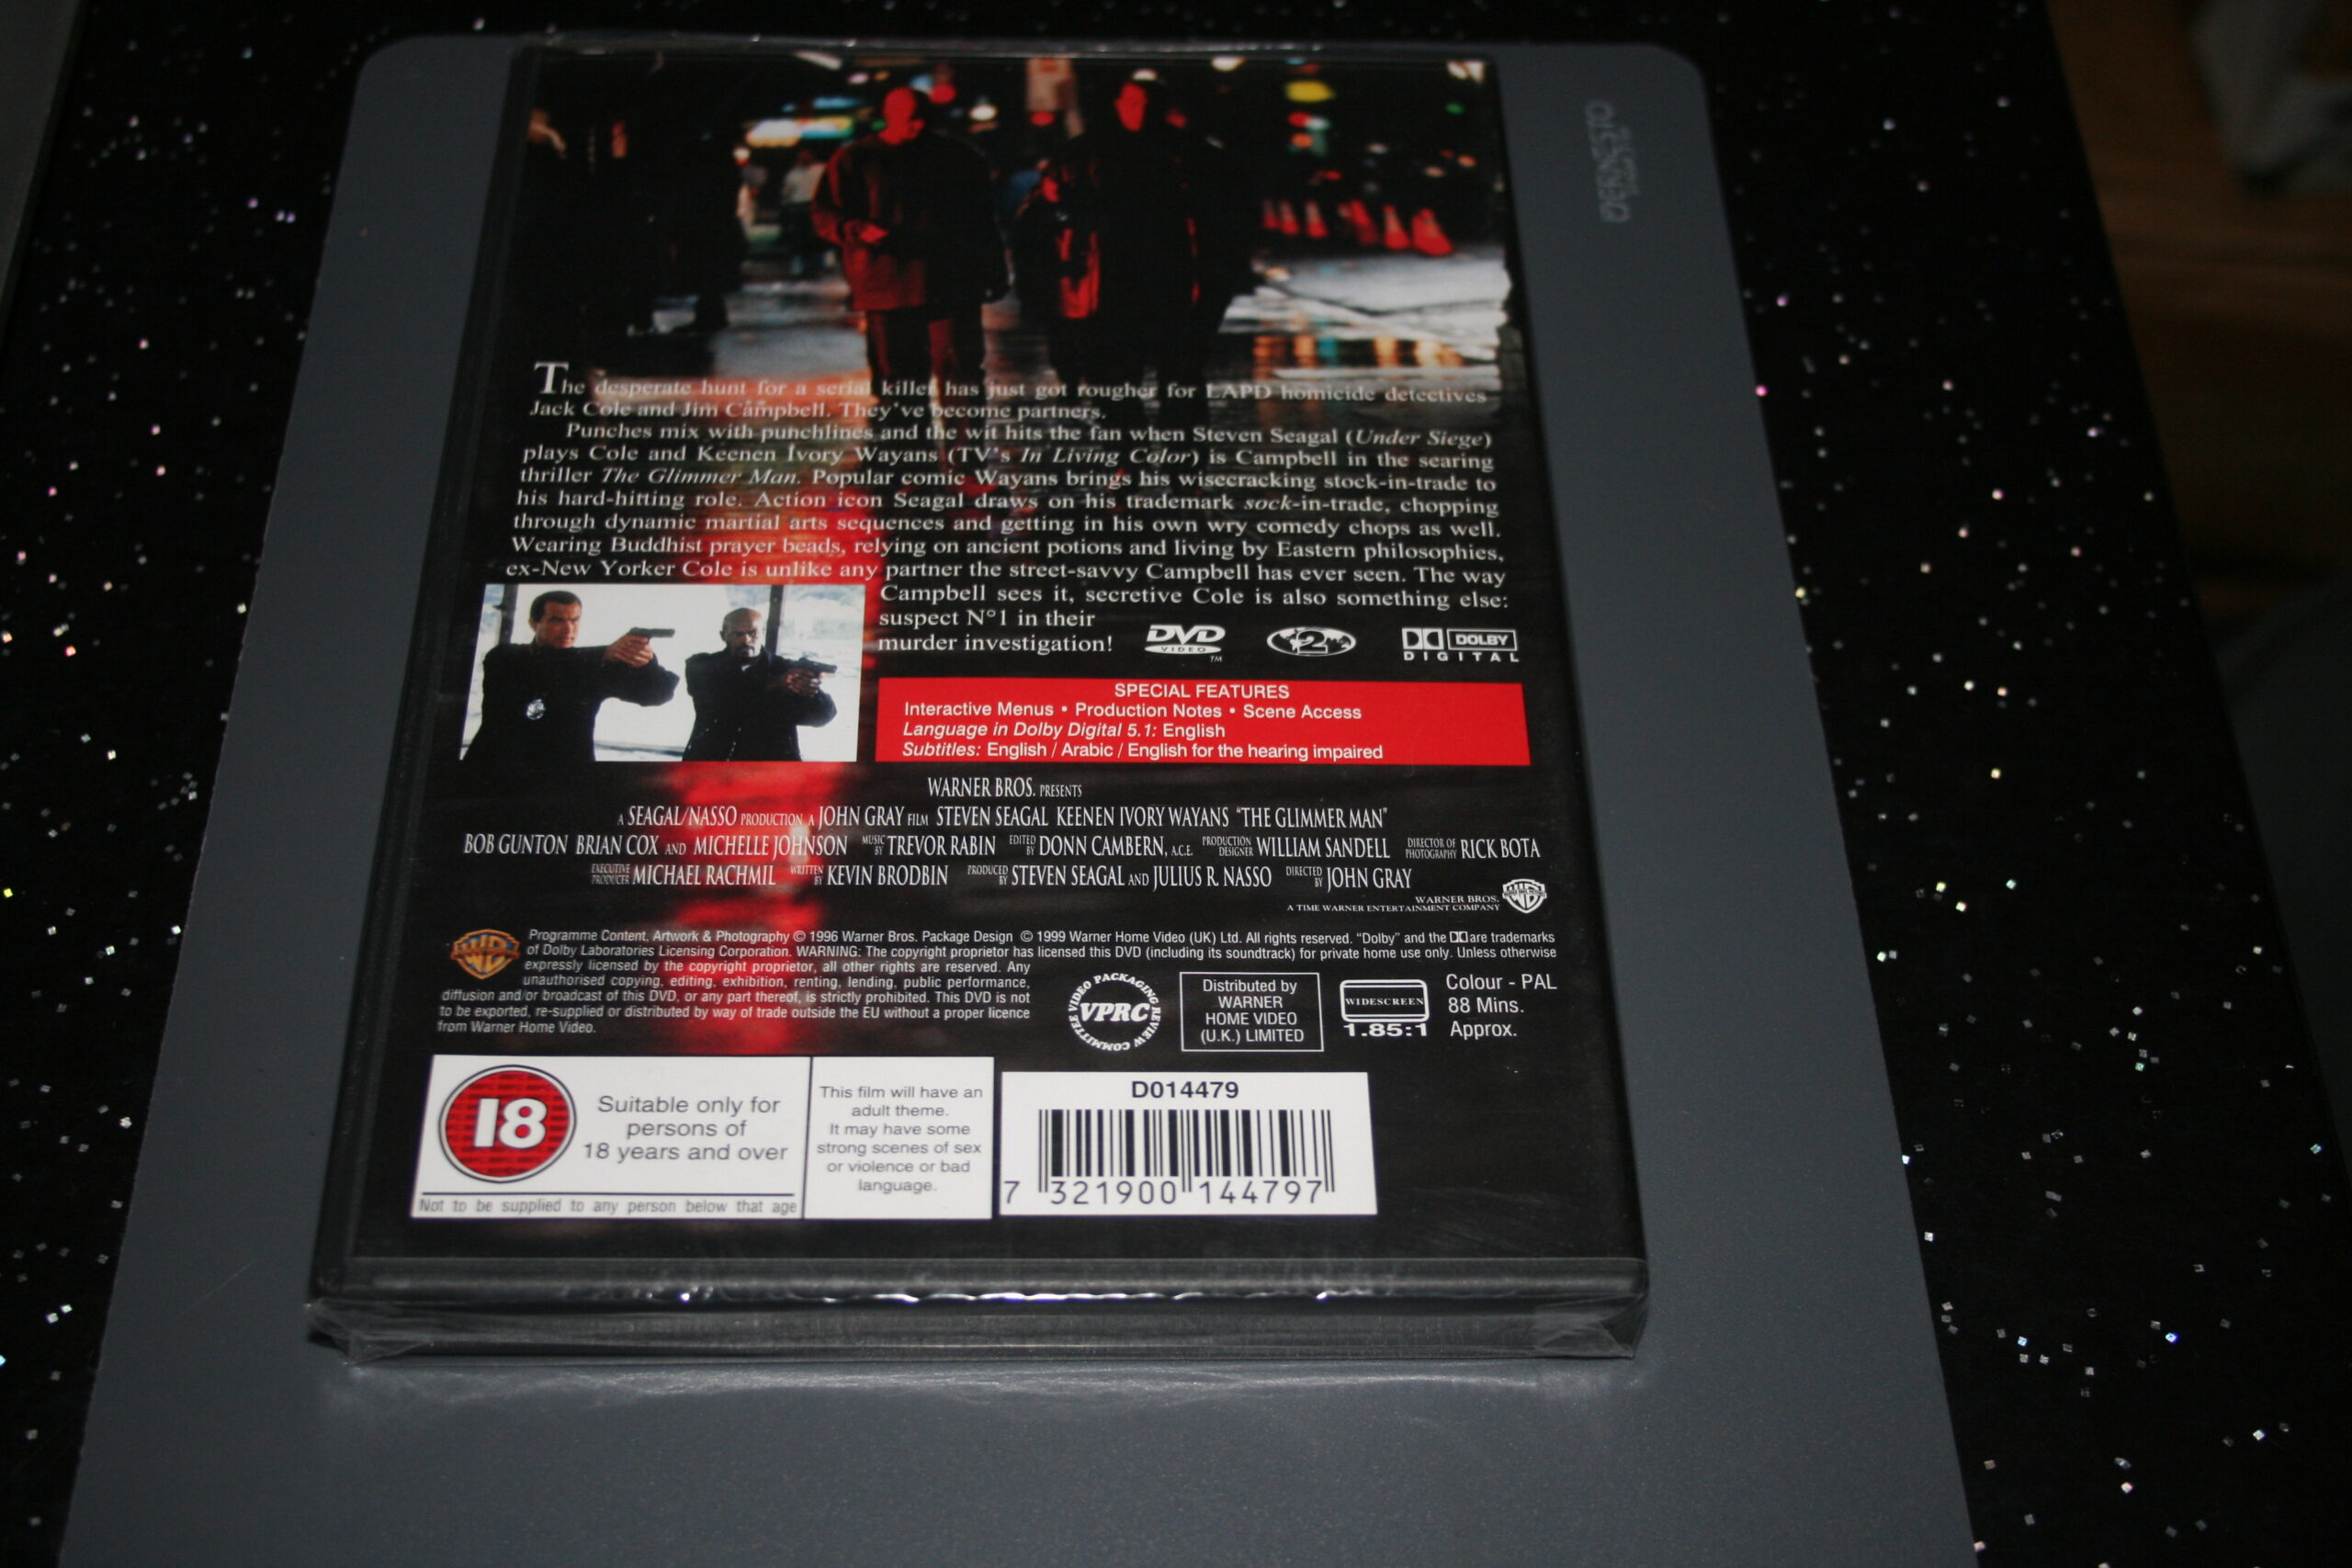 The desperate hunt for a serial killer has just got rougher for LAPD homicide detectives
Jack Cole and Jim Campbell. They've become partners.
Punches mix with punchlines and the wit hits the fan when Steven Seagal (Under Siege)
plays Cole and Keenen Ivory Wayans (TV's In Living Color) is Campbell in the searing
thriller The Glimmer Man. Popular comic Wayans brings his wisecracking stock-in-trade to
his hard-hitting role. Action icon Seagal draws on his trademark sock-in-trade, chopping
through dynamic martial arts sequences and getting in his own wry comedy chops as well.
Wearing Buddhist prayer beads, relying on ancient potions and living by Eastern philosophies,
ex-New Yorker Cole is unlike any partner the street-savvy Campbell has ever seen. The way
Campbell sees it, secretive Cole is also something else:
suspect N°1 in their
murder investigation!
DVD VIDEO TM
2
DOLBY DIGITAL
SPECIAL FEATURES
Interactive Menus • Production Notes • Scene Access
Language in Dolby Digital 5.1: English
Subtitles: English / Arabic / English for the hearing impaired
WARNER BROS. PRESENTS
A SEAGAL/NASSO PRODUCTION A JOHN GRAY FILM STEVEN SEAGAL KEENEN IVORY WAYANS "THE GLIMMER MAN"
BOB GUNTON BRIAN COX AND MICHELLE JOHNSON MUSIC BY TREVOR RABIN EDITED BY DONN CAMBERN, A.C.E. PRODUCTION DESIGNER WILLIAM SANDELL DIRECTOR OF PHOTOGRAPHY RICK BOTA
EXECUTIVE PRODUCER MICHAEL RACHMIL WRITTEN BY KEVIN BRODBIN PRODUCED BY STEVEN SEAGAL AND JULIUS R. NASSO DIRECTED BY JOHN GRAY
WARNER BROS.
A TIME WARNER ENTERTAINMENT COMPANY
Programme Content, Artwork & Photography © 1996 Warner Bros. Package Design © 1999 Warner Home Video (UK) Ltd. All rights reserved. "Dolby" and the are trademarks
of Dolby Laboratories Licensing Corporation. WARNING: The copyright proprietor has licensed this DVD (including its soundtrack) for private home use only. Unless otherwise
expressly licensed by the copyright proprietor, all other rights are reserved. Any
unauthorised copying, editing, exhibition, renting, lending, public performance,
diffusion and/or broadcast of this DVD, or any part thereof, is strictly prohibited. This DVD is not
to be exported, re-supplied or distributed by way of trade outside the EU without a proper licence
from Warner Home Video.
VIDEO PACKAGING REVIEW COMMITTEE
VPRC
Distributed by
WARNER
HOME VIDEO
(U.K.) LIMITED
WIDESCREEN
1.85:1
Colour - PAL
88 Mins.
Approx.
18
Suitable only for
persons of
18 years and over
Not to be supplied to any person below that age
This film will have an
adult theme.
It may have some
strong scenes of sex
or violence or bad
language.
D014479
7 321900 144797